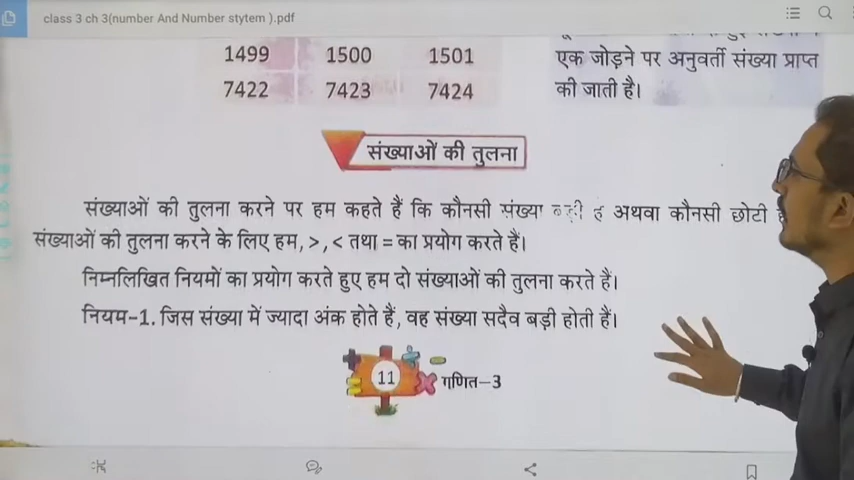 class 3 ch 3(number And Number stytem ).pdf
1499 1500 1501
7422 7423 7424
एक जोड़ने पर अनुवर्ती संख्या प्राप्त
की जाती है।
संख्याओं की तुलना
संख्याओं की तुलना करने पर हम कहते हैं कि कौनसी संख्या बड़ी है अथवा कौनसी छोटी
संख्याओं की तुलना करने के लिए हम, >, < तथा = का प्रयोग करते हैं।
निम्नलिखित नियमों का प्रयोग करते हुए हम दो संख्याओं की तुलना करते हैं।
नियम-1. जिस संख्या में ज्यादा अंक होते हैं, वह संख्या सदैव बड़ी होती हैं।
11 गणित-3